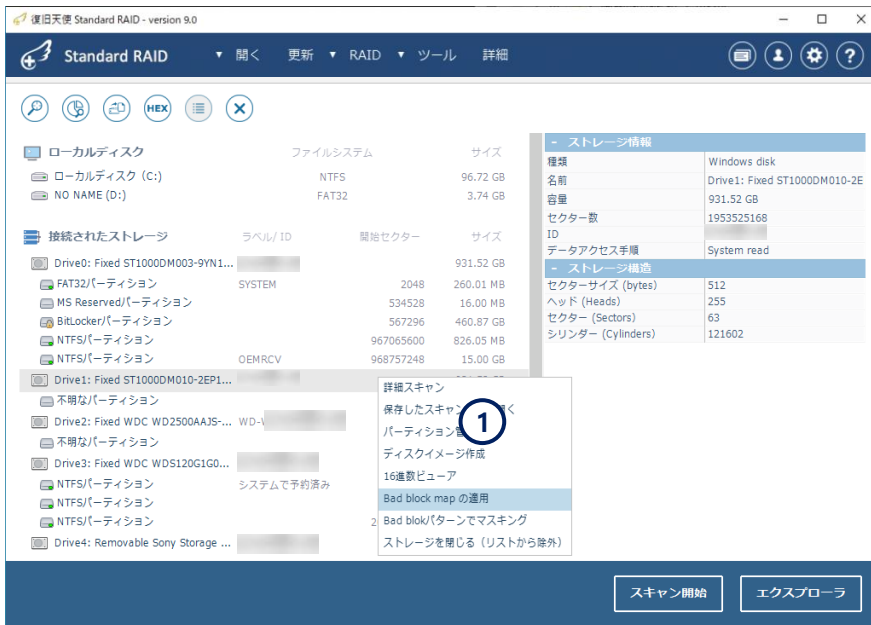 復旧天使 Standard RAID - version 9.0
Standard RAID ▼ 開く 更新 ▼ RAID ▼ ツール 詳細
HEX
ローカルディスク ファイルシステム サイズ
ローカルディスク (C:) NTFS 96.72 GB
NO NAME (D:) FAT32 3.74 GB
接続されたストレージ ラベル/ ID 開始セクター サイズ
Drive0: Fixed ST1000DM003-9YN1... 931.52 GB
FAT32パーティション SYSTEM 2048 260.01 MB
MS Reservedパーティション 534528 16.00 MB
BitLockerパーティション 567296 460.87 GB
NTFSパーティション 967065600 826.05 MB
NTFSパーティション OEMRCV 968757248 15.00 GB
Drive1: Fixed ST1000DM010-2EP1...
不明なパーティション
Drive2: Fixed WDC WD2500AAJS-... WD-
不明なパーティション
Drive3: Fixed WDC WDS120G1G0...
NTFSパーティション システムで予約済み
NTFSパーティション
NTFSパーティション 2
Drive4: Removable Sony Storage ...
詳細スキャン
保存したスキャン く
パーティション
ディスクイメージ作成
16進数ビューア
Bad block map の適用
Bad blokパターンでマスキング
ストレージを閉じる（リストから除外）
1
- ストレージ情報
種類 Windows disk
名前 Drive1: Fixed ST1000DM010-2E
容量 931.52 GB
セクター数 1953525168
ID
データアクセス手順 System read
- ストレージ構造
セクターサイズ (bytes) 512
ヘッド (Heads) 255
セクター (Sectors) 63
シリンダー (Cylinders) 121602
スキャン開始 エクスプローラ